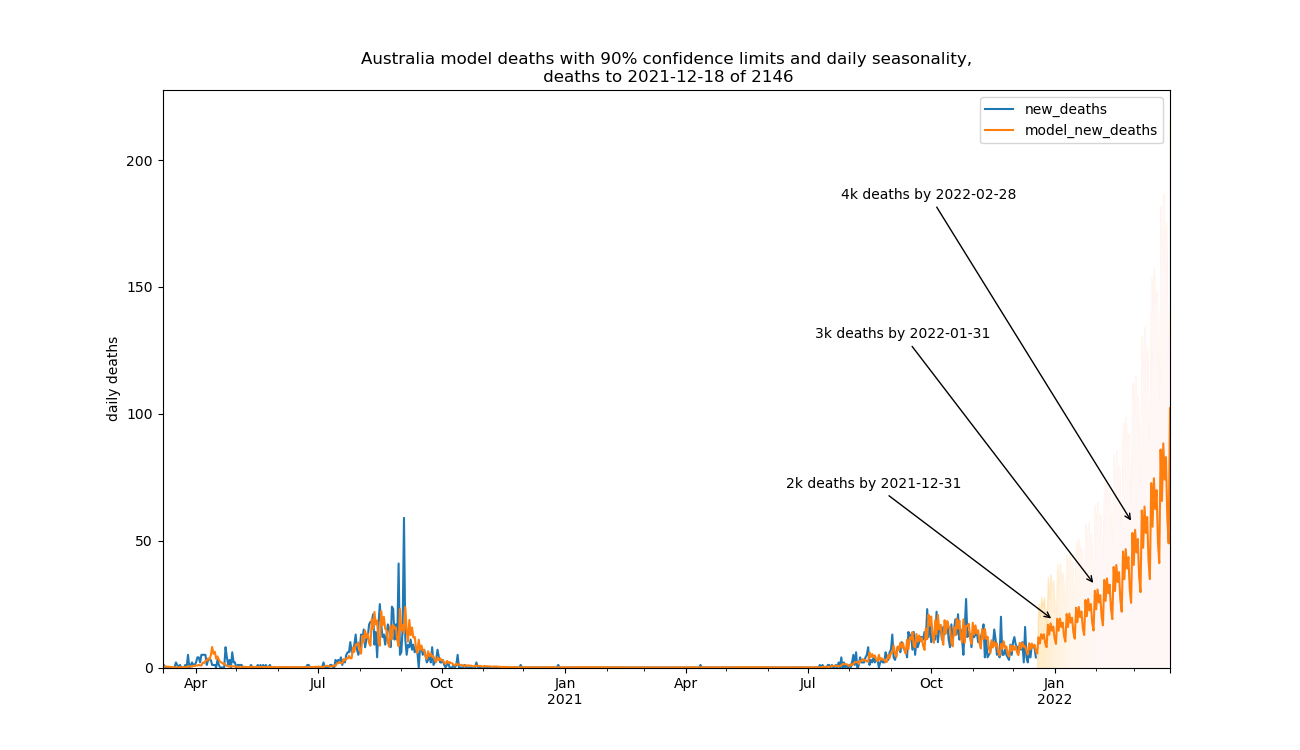 Australia model deaths with 90% confidence limits and daily seasonality,
deaths to 2021-12-18 of 2146
new_deaths
model_new_deaths
200
150
100
50
0
daily deaths
4k deaths by 2022-02-28
3k deaths by 2022-01-31
2k deaths by 2021-12-31
Apr
Jul
Oct
Jan
2021
Apr
Jul
Oct
Jan
2022